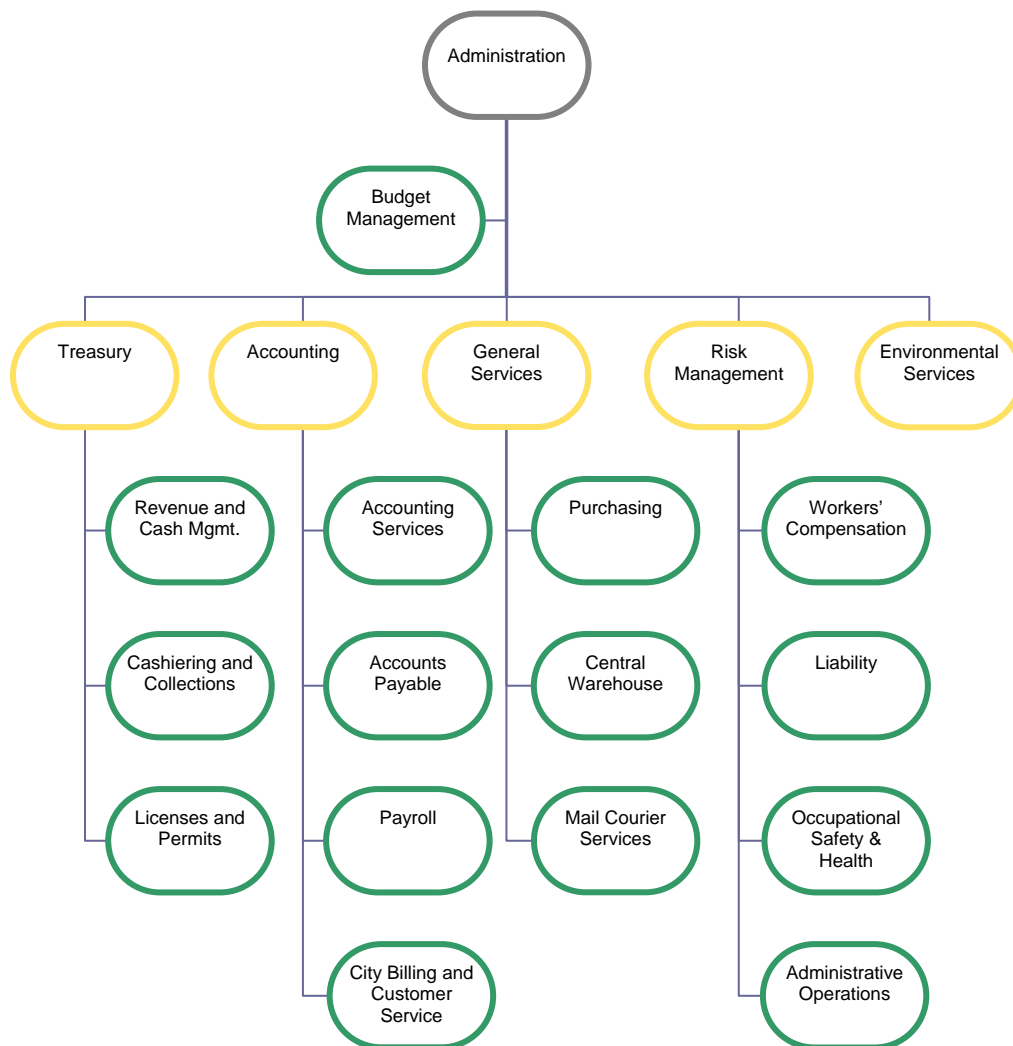 Administration
Budget
Management
Treasury
Accounting
General
Services
Risk
Management
Environmental
Services
Revenue and
Cash Mgmt.
Accounting
Services
Purchasing
Workers’
Compensation
Cashiering and
Collections
Accounts
Payable
Central
Warehouse
Liability
Licenses and
Permits
Payroll
Mail Courier
Services
Occupational
Safety &
Health
City Billing and
Customer
Service
Administrative
Operations